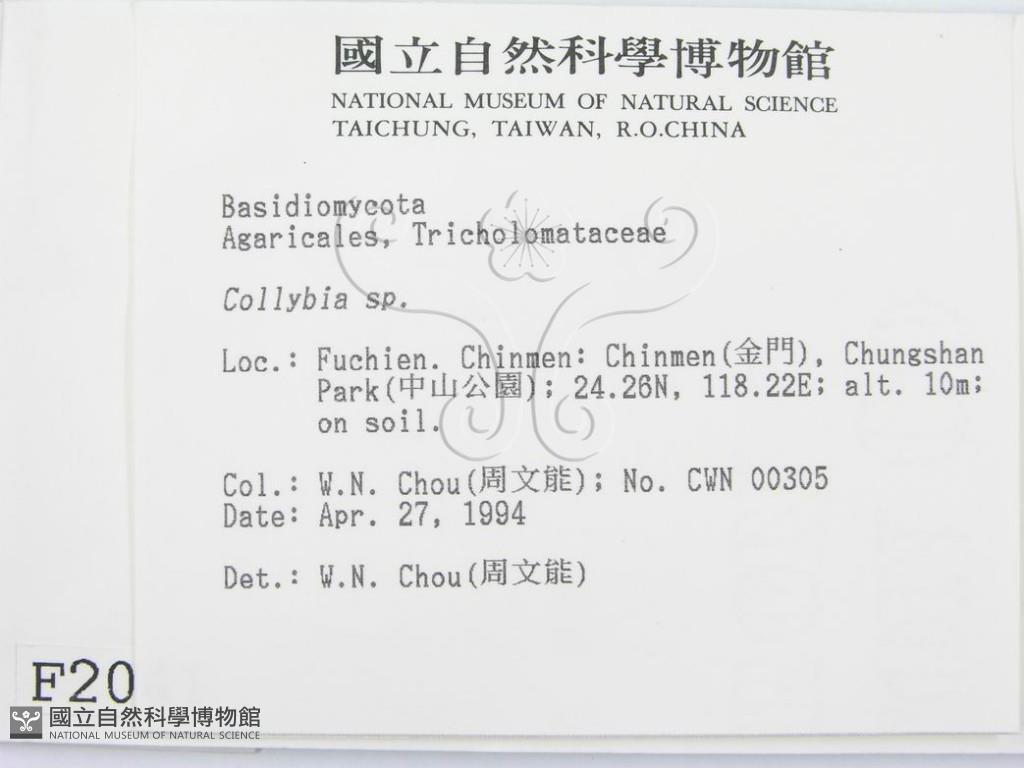 國立自然科學博物館
NATIONAL MUSEUM OF NATURAL SCIENCE
TAICHUNG, TAIWAN, R.O.CHINA
Basidiomycota
Agaricales, Tricholomataceae
Collybia sp.
Loc.: Fuchien. Chinmen: Chinmen(金門), Chungshan
Park(中山公園); 24.26N, 118.22E; alt. 10m;
on soil.
Col.: W.N. Chou(周文能); No. CWN 00305
Date: Apr. 27, 1994
Det.: W.N. Chou(周文能)
F20
國立自然科學博物館
NATIONAL MUSEUM OF NATURAL SCIENCE